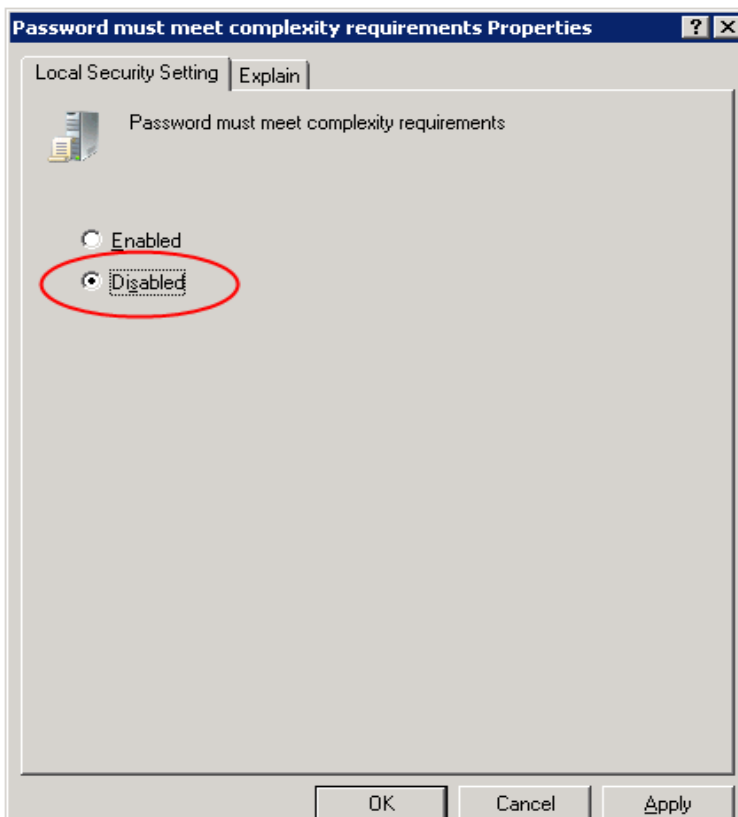 Password must meet complexity requirements Properties
Local Security Setting Explain
Password must meet complexity requirements
Enabled
Disabled
OK Cancel Apply